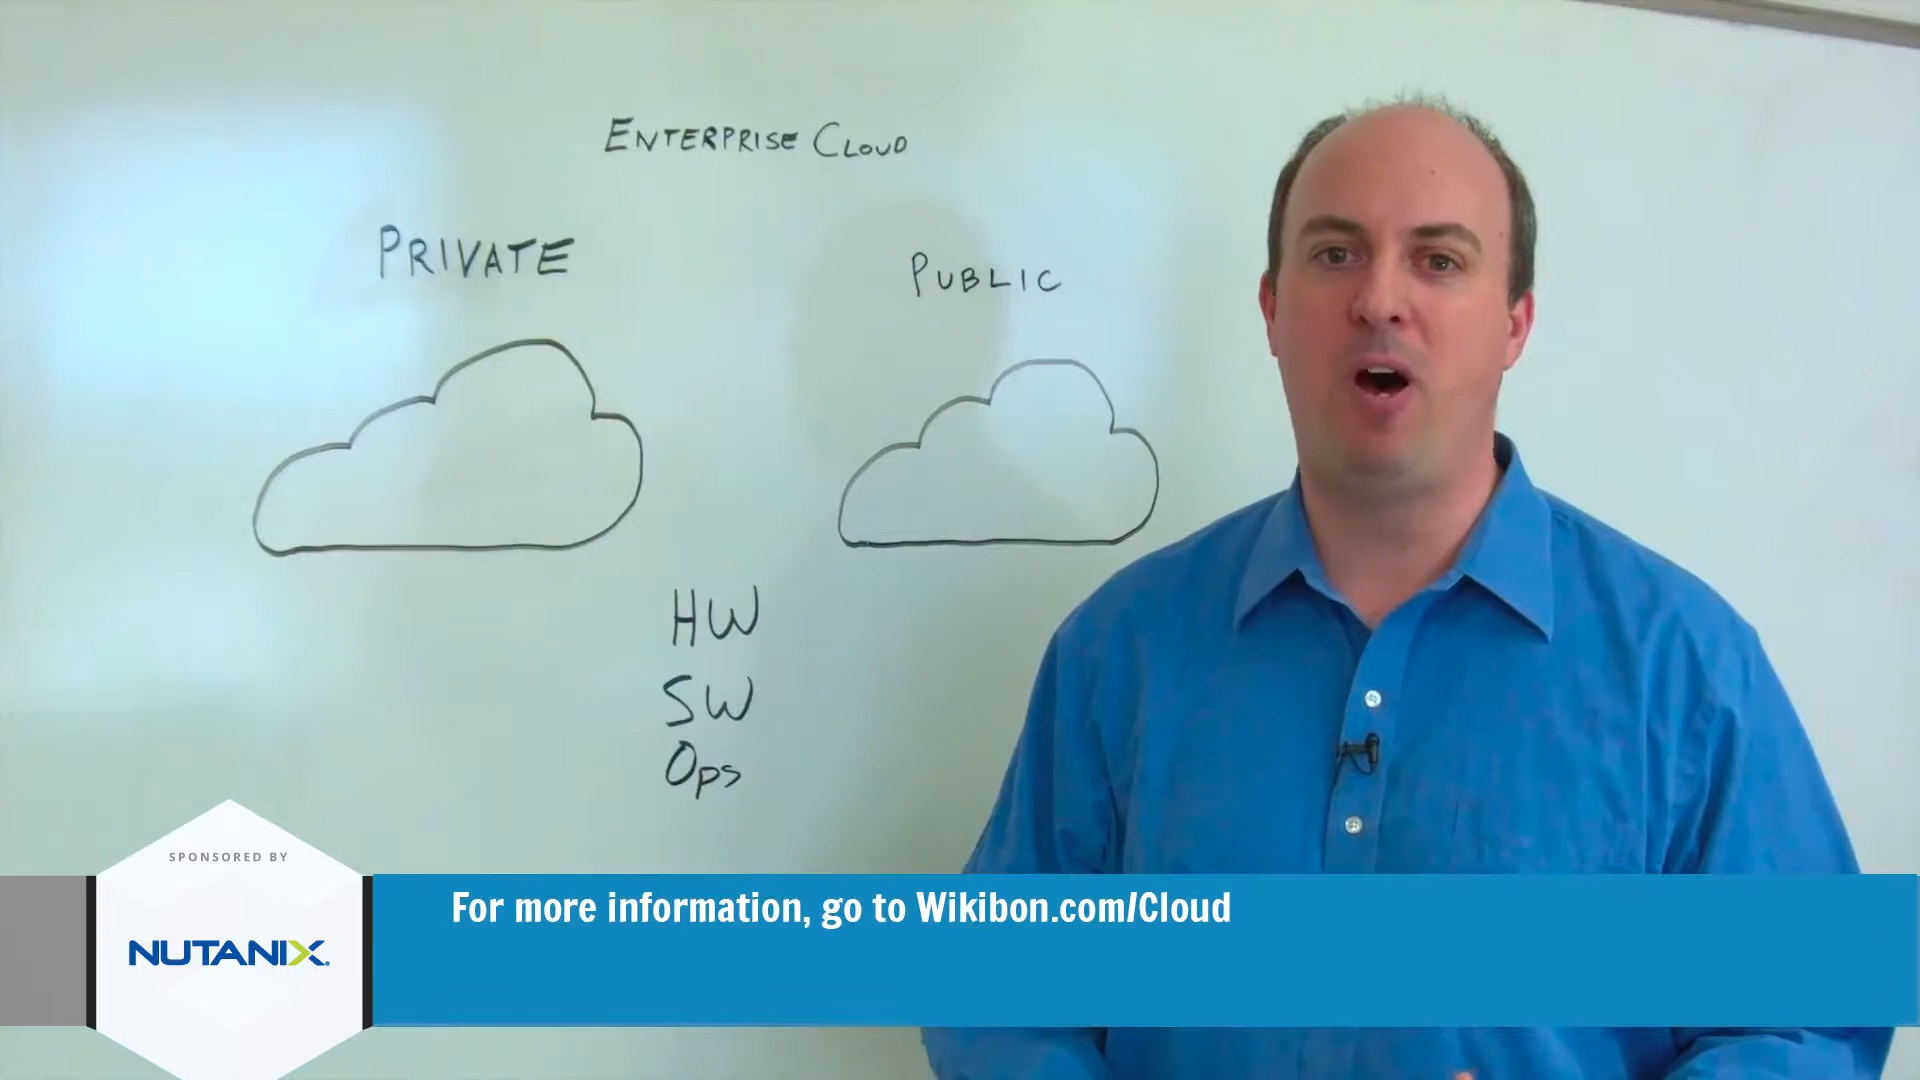 ENTERPRISE CLOUD
PRIVATE
PUBLIC
HW
SW
Ops
SPONSORED BY
NUTANIX
For more information, go to Wikibon.com/Cloud